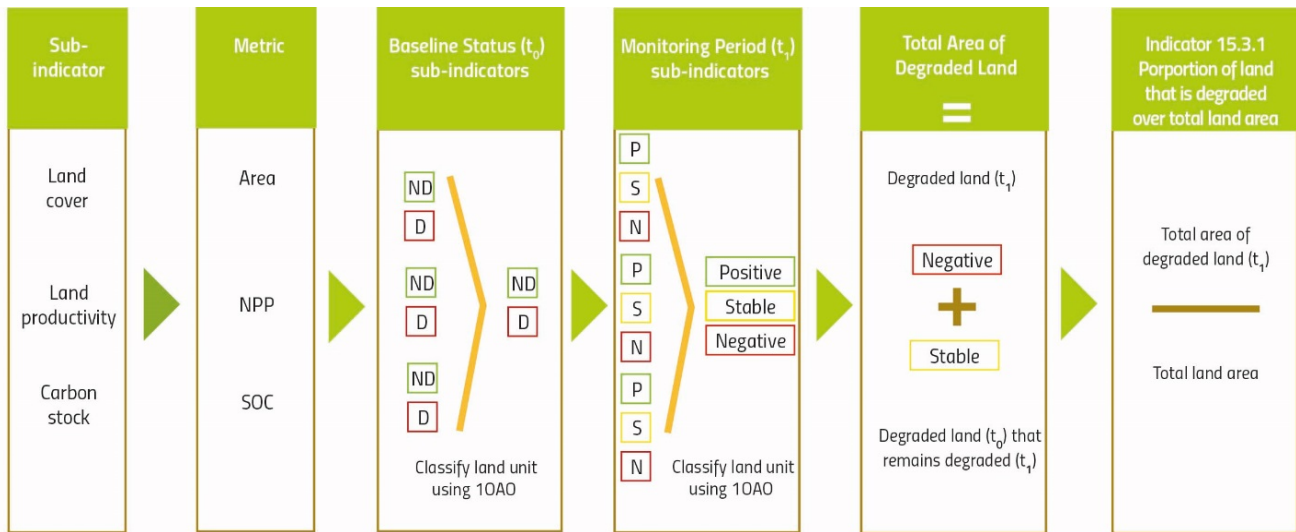 Sub-
indicator
Land
cover
Land
productivity
Carbon
stock
Metric
Area
NPP
SOC
Baseline Status (t0)
sub-indicators
ND
D
ND
D
ND
D
ND
D
Classify land unit
using 1OAO
Monitoring Period (t1)
sub-indicators
P
S
N
P
S
N
P
S
N
Positive
Stable
Negative
Classify land unit
using 1OAO
Total Area of
Degraded Land
=
Degraded land (t1)
Negative
+
Stable
Degraded land (t0) that
remains degraded (t1)
Indicator 15.3.1
Porportion of land
that is degraded
over total land area
Total area of
degraded land (t1)
Total land area